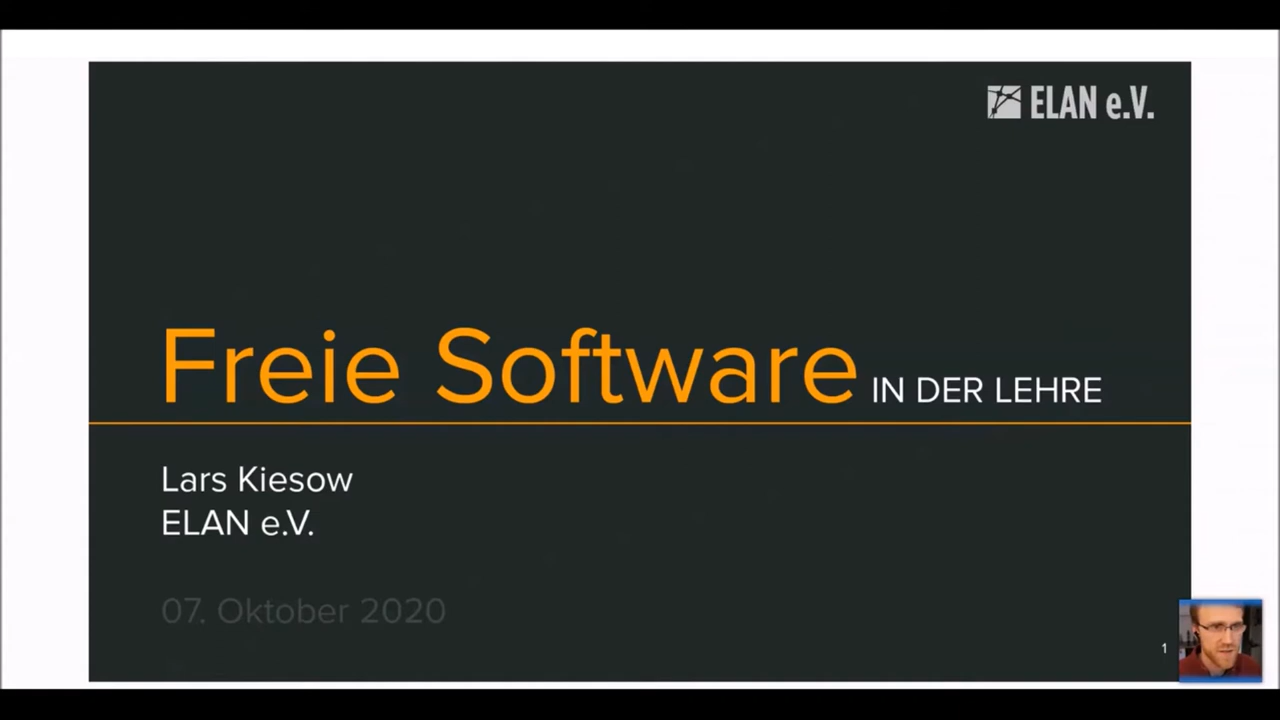 ELAN e.V.
Freie Software IN DER LEHRE
Lars Kiesow
ELAN e.V.
07. Oktober 2020
1